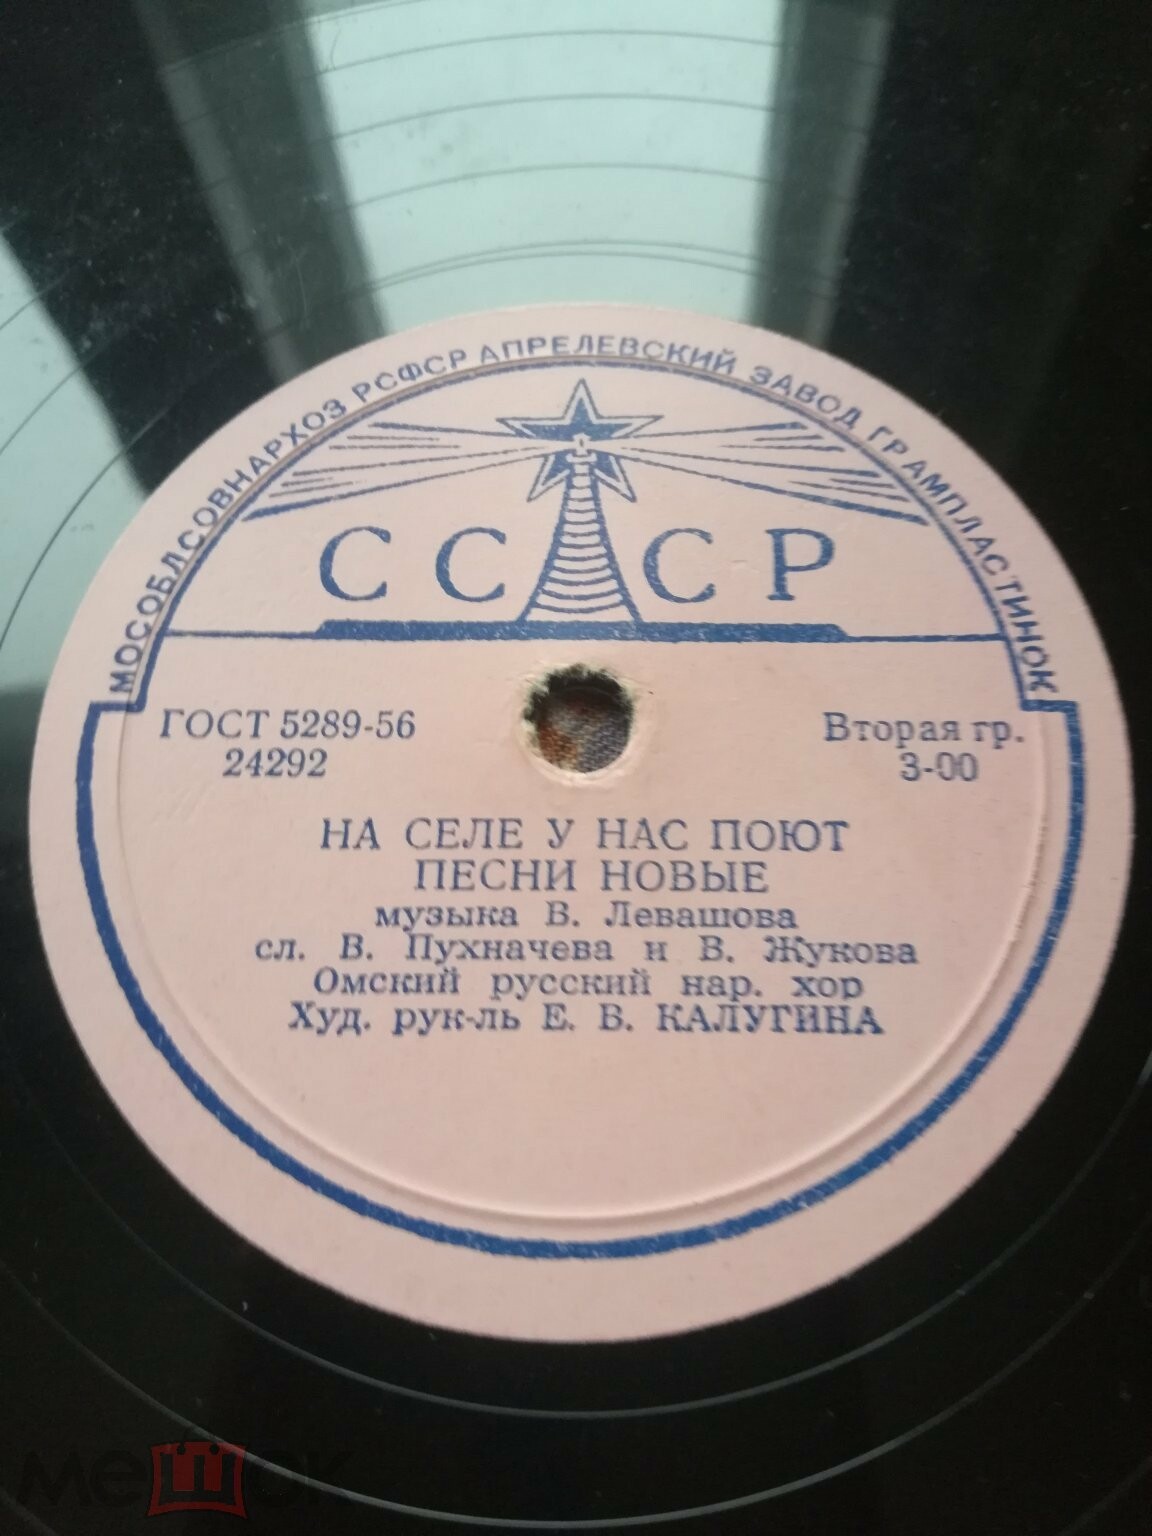 МОСОБЛСОВНАРХОЗ РСФСР АПРЕЛЕВСКИЙ ЗАВОД ГРАМПЛАСТИНОК
СССР
ГОСТ 5289-56
24292
Вторая гр.
3-00
НА СЕЛЕ У НАС ПОЮТ
ПЕСНИ НОВЫЕ
музыка В. Левашова
сл. В. Пухначева и В. Жукова
Омский русский нар. хор
Худ. рук-ль Е. В. КАЛУГИНА
мешок